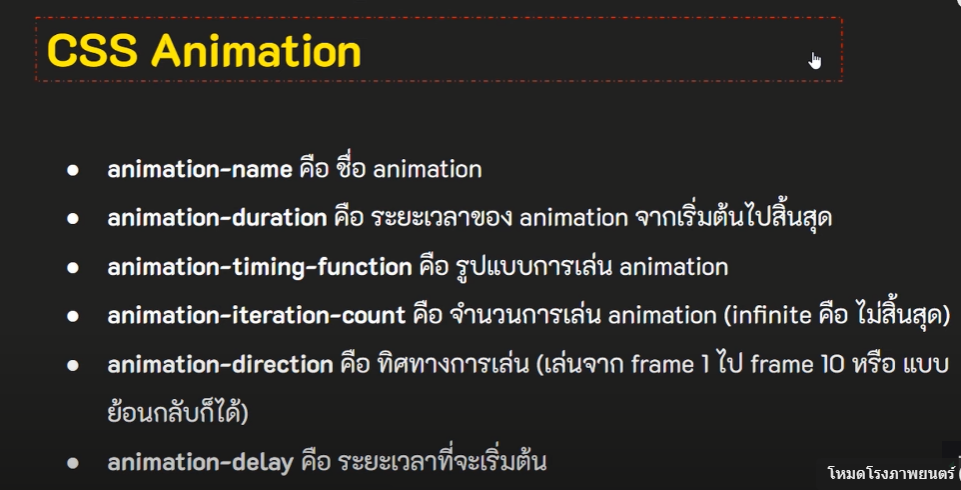 CSS Animation
● animation-name คือ ชื่อ animation
● animation-duration คือ ระยะเวลาของ animation จากเริ่มต้นไปสิ้นสุด
● animation-timing-function คือ รูปแบบการเล่น animation
● animation-iteration-count คือ จำนวนการเล่น animation (infinite คือ ไม่สิ้นสุด)
● animation-direction คือ ทิศทางการเล่น (เล่นจาก frame 1 ไป frame 10 หรือ แบบ
ย้อนกลับก็ได้)
● animation-delay คือ ระยะเวลาที่จะเริ่มต้น
โหมดโรงภาพยนตร์ (